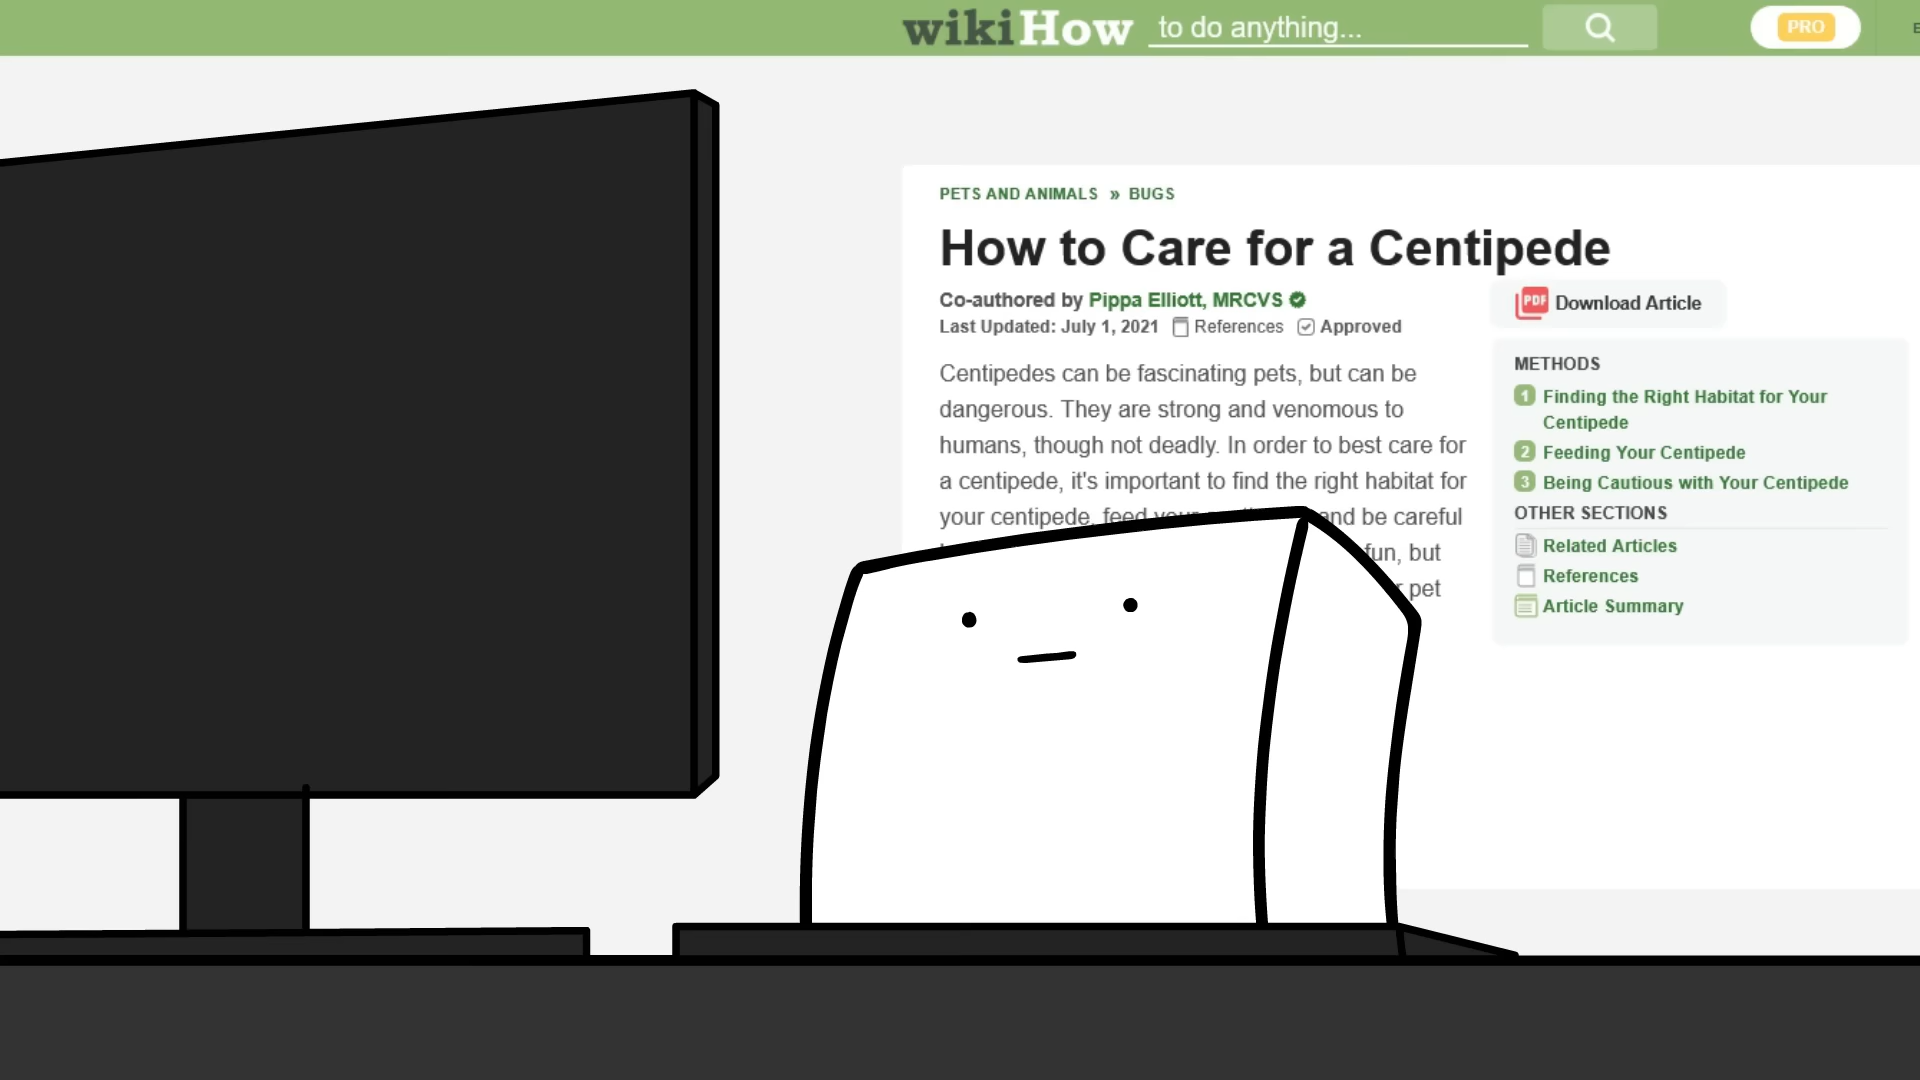 wikiHow to do anything...
PRO
PETS AND ANIMALS » BUGS
How to Care for a Centipede
Co-authored by Pippa Elliott, MRCVS
Last Updated: July 1, 2021 References Approved
Centipedes can be fascinating pets, but can be
dangerous. They are strong and venomous to
humans, though not deadly. In order to best care for
a centipede, it's important to find the right habitat for
your centipede, feed and be careful
fun, but
pet
PDF Download Article
METHODS
1 Finding the Right Habitat for Your
Centipede
2 Feeding Your Centipede
3 Being Cautious with Your Centipede
OTHER SECTIONS
Related Articles
References
Article Summary